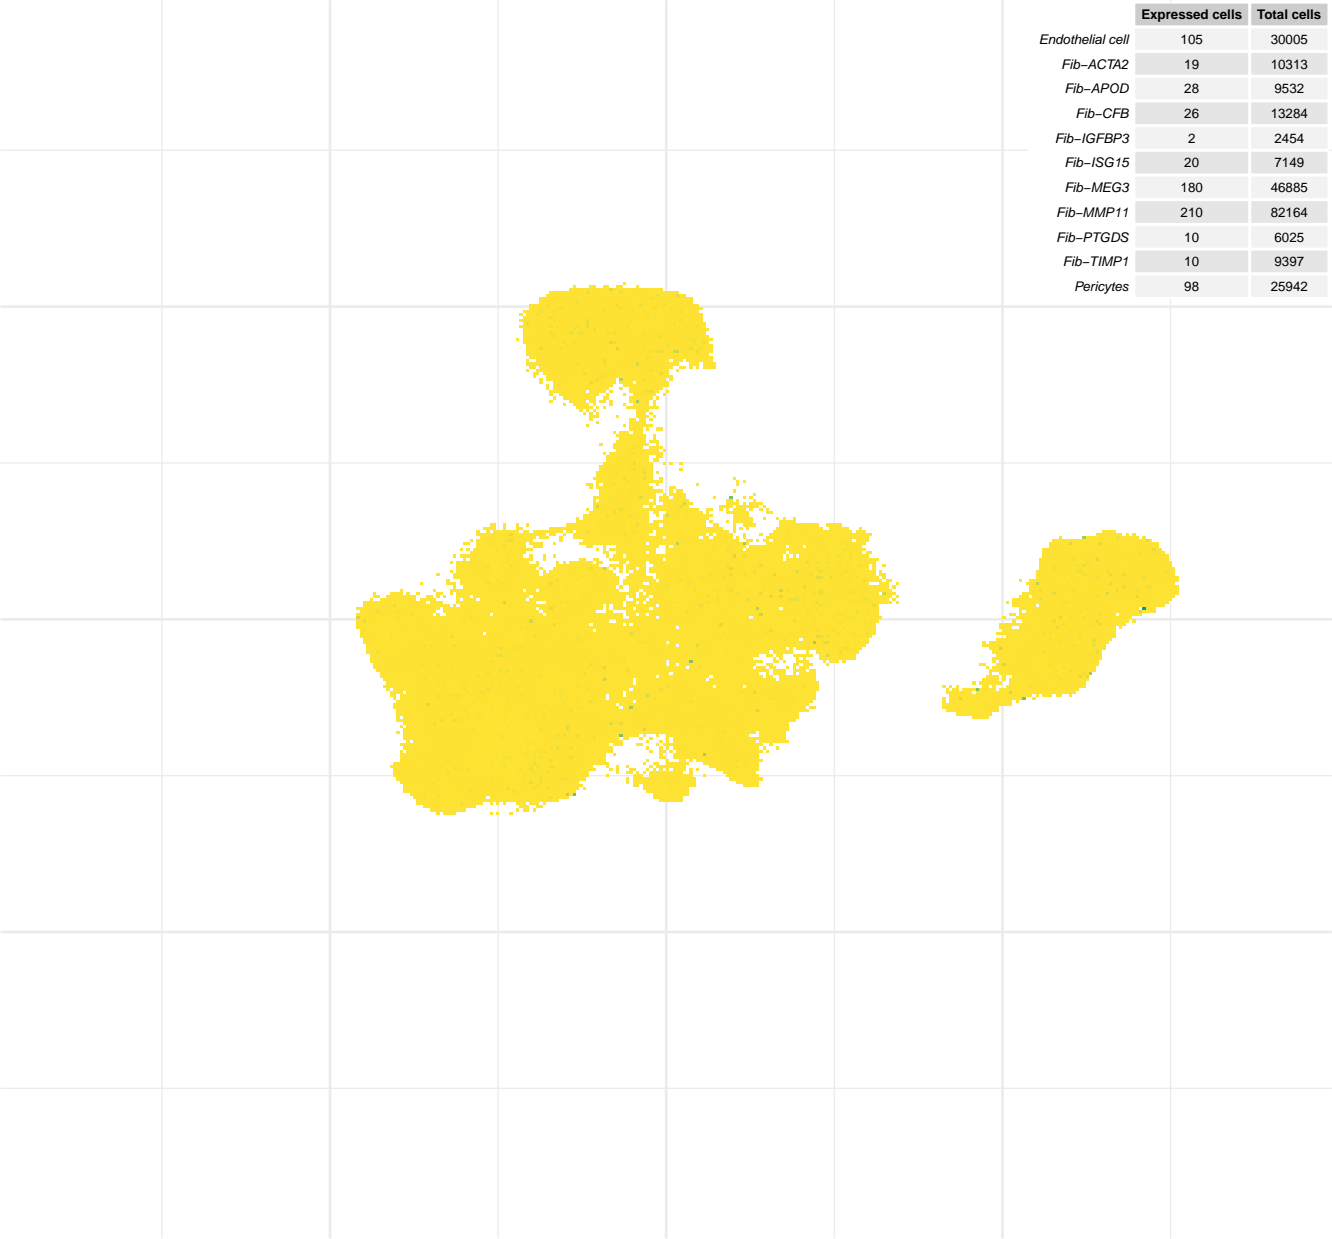 Expressed cells Total cells
Endothelial cell 105 30005
Fib−ACTA2 19 10313
Fib−APOD 28 9532
Fib−CFB 26 13284
Fib−IGFBP3 2 2454
Fib−ISG15 20 7149
Fib−MEG3 180 46885
Fib−MMP11 210 82164
Fib−PTGDS 10 6025
Fib−TIMP1 10 9397
Pericytes 98 25942